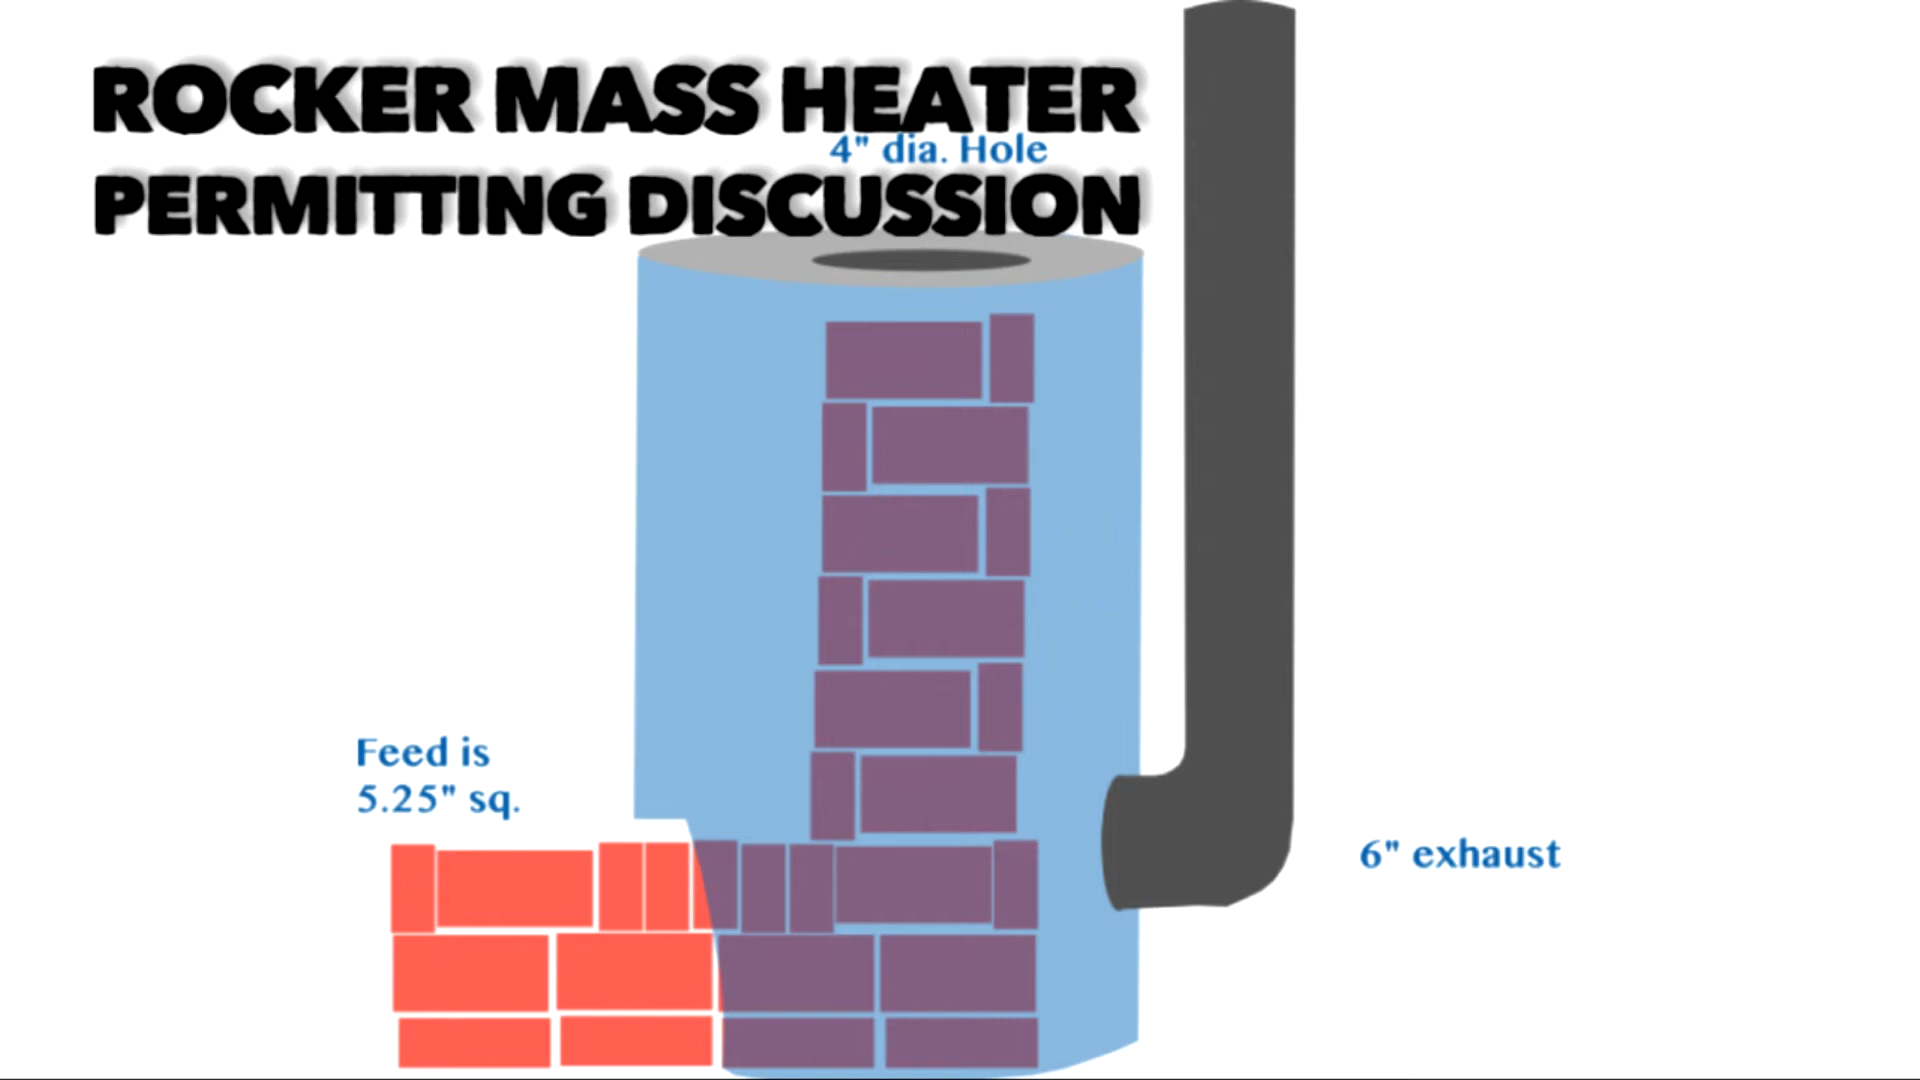 ROCKER MASS HEATER
4" dia. Hole
PERMITTING DISCUSSION
Feed is
5.25" sq.
6" exhaust